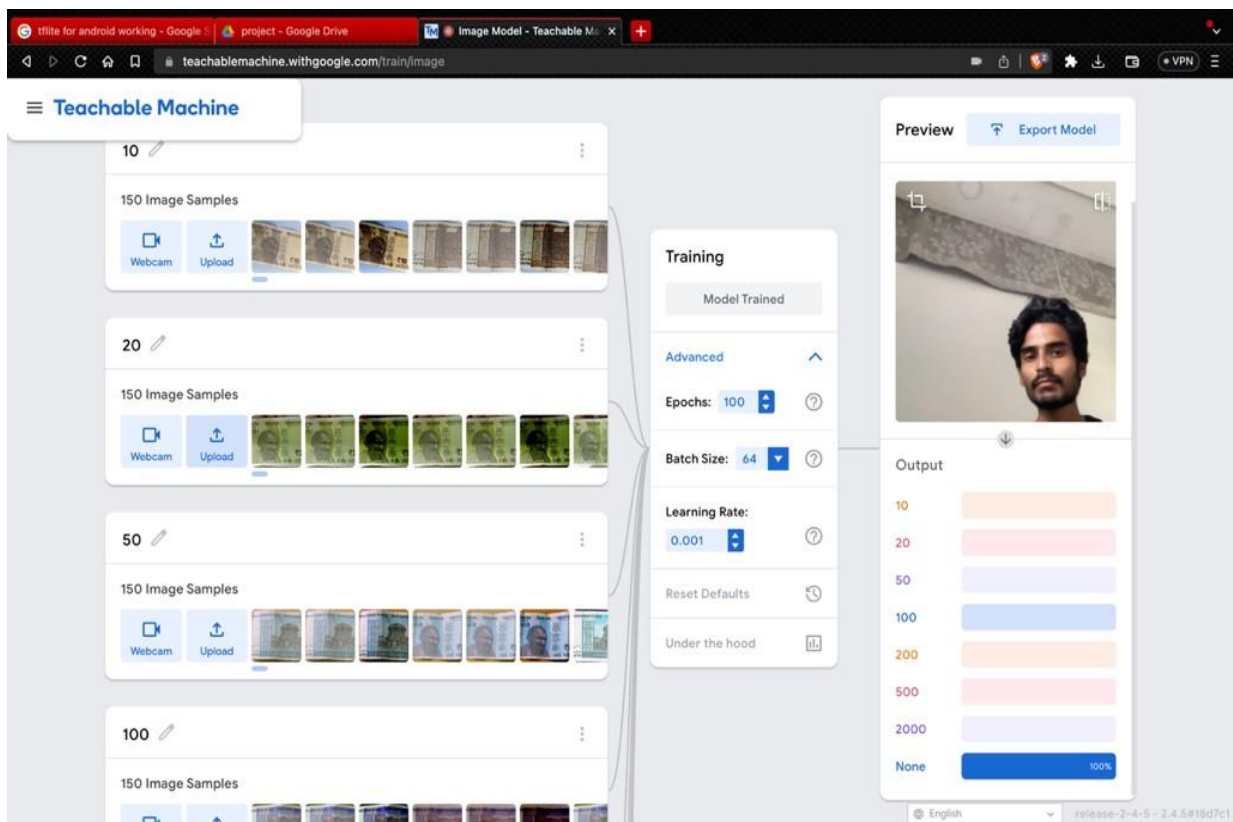 tflite for android working - Google S
project - Google Drive
Image Model - Teachable Ma
teachablemachine.withgoogle.com/train/image
2
VPN
Teachable Machine
10
150 Image Samples
Webcam
Upload
20
150 Image Samples
Webcam
Upload
50
150 Image Samples
Webcam
Upload
100
150 Image Samples
Training
Model Trained
Advanced
Epochs: 100
Batch Size: 64
Learning Rate:
0.001
Reset Defaults
Under the hood
Preview
Export Model
Output
10
20
50
100
200
500
2000
None 100%
English
release-2-4-5 - 2.4.5#18d7c1